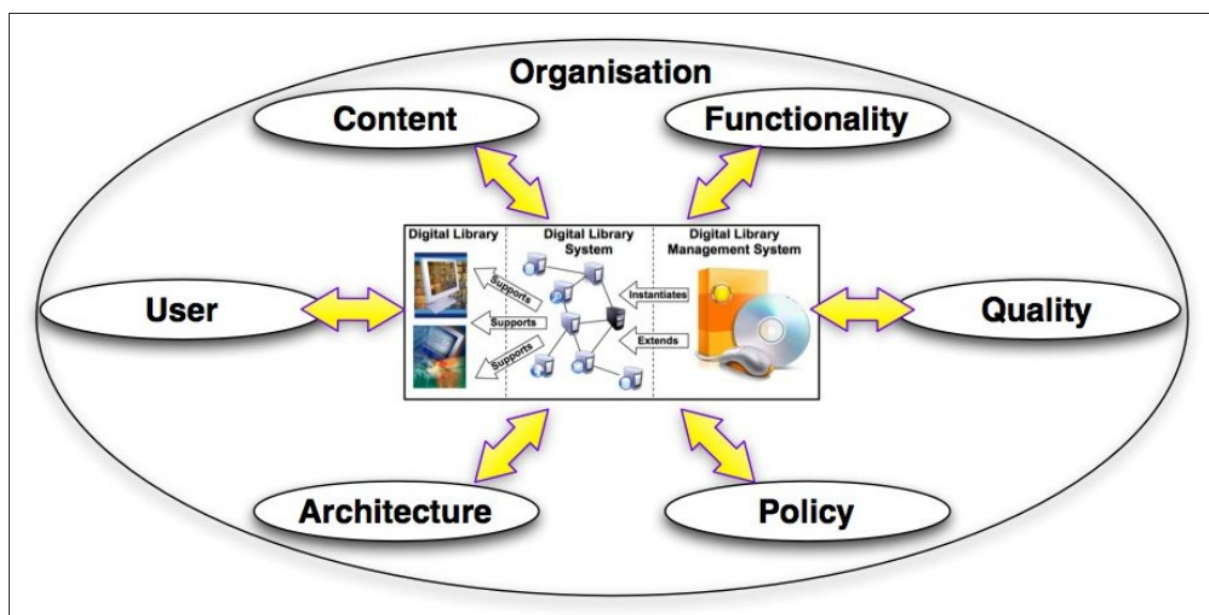 Organisation
Content
Functionality
Digital Library
Digital Library
System
Digital Library
Management System
Supports
Instantiates
User
Supports
Quality
Extends
Supports
Architecture
Policy